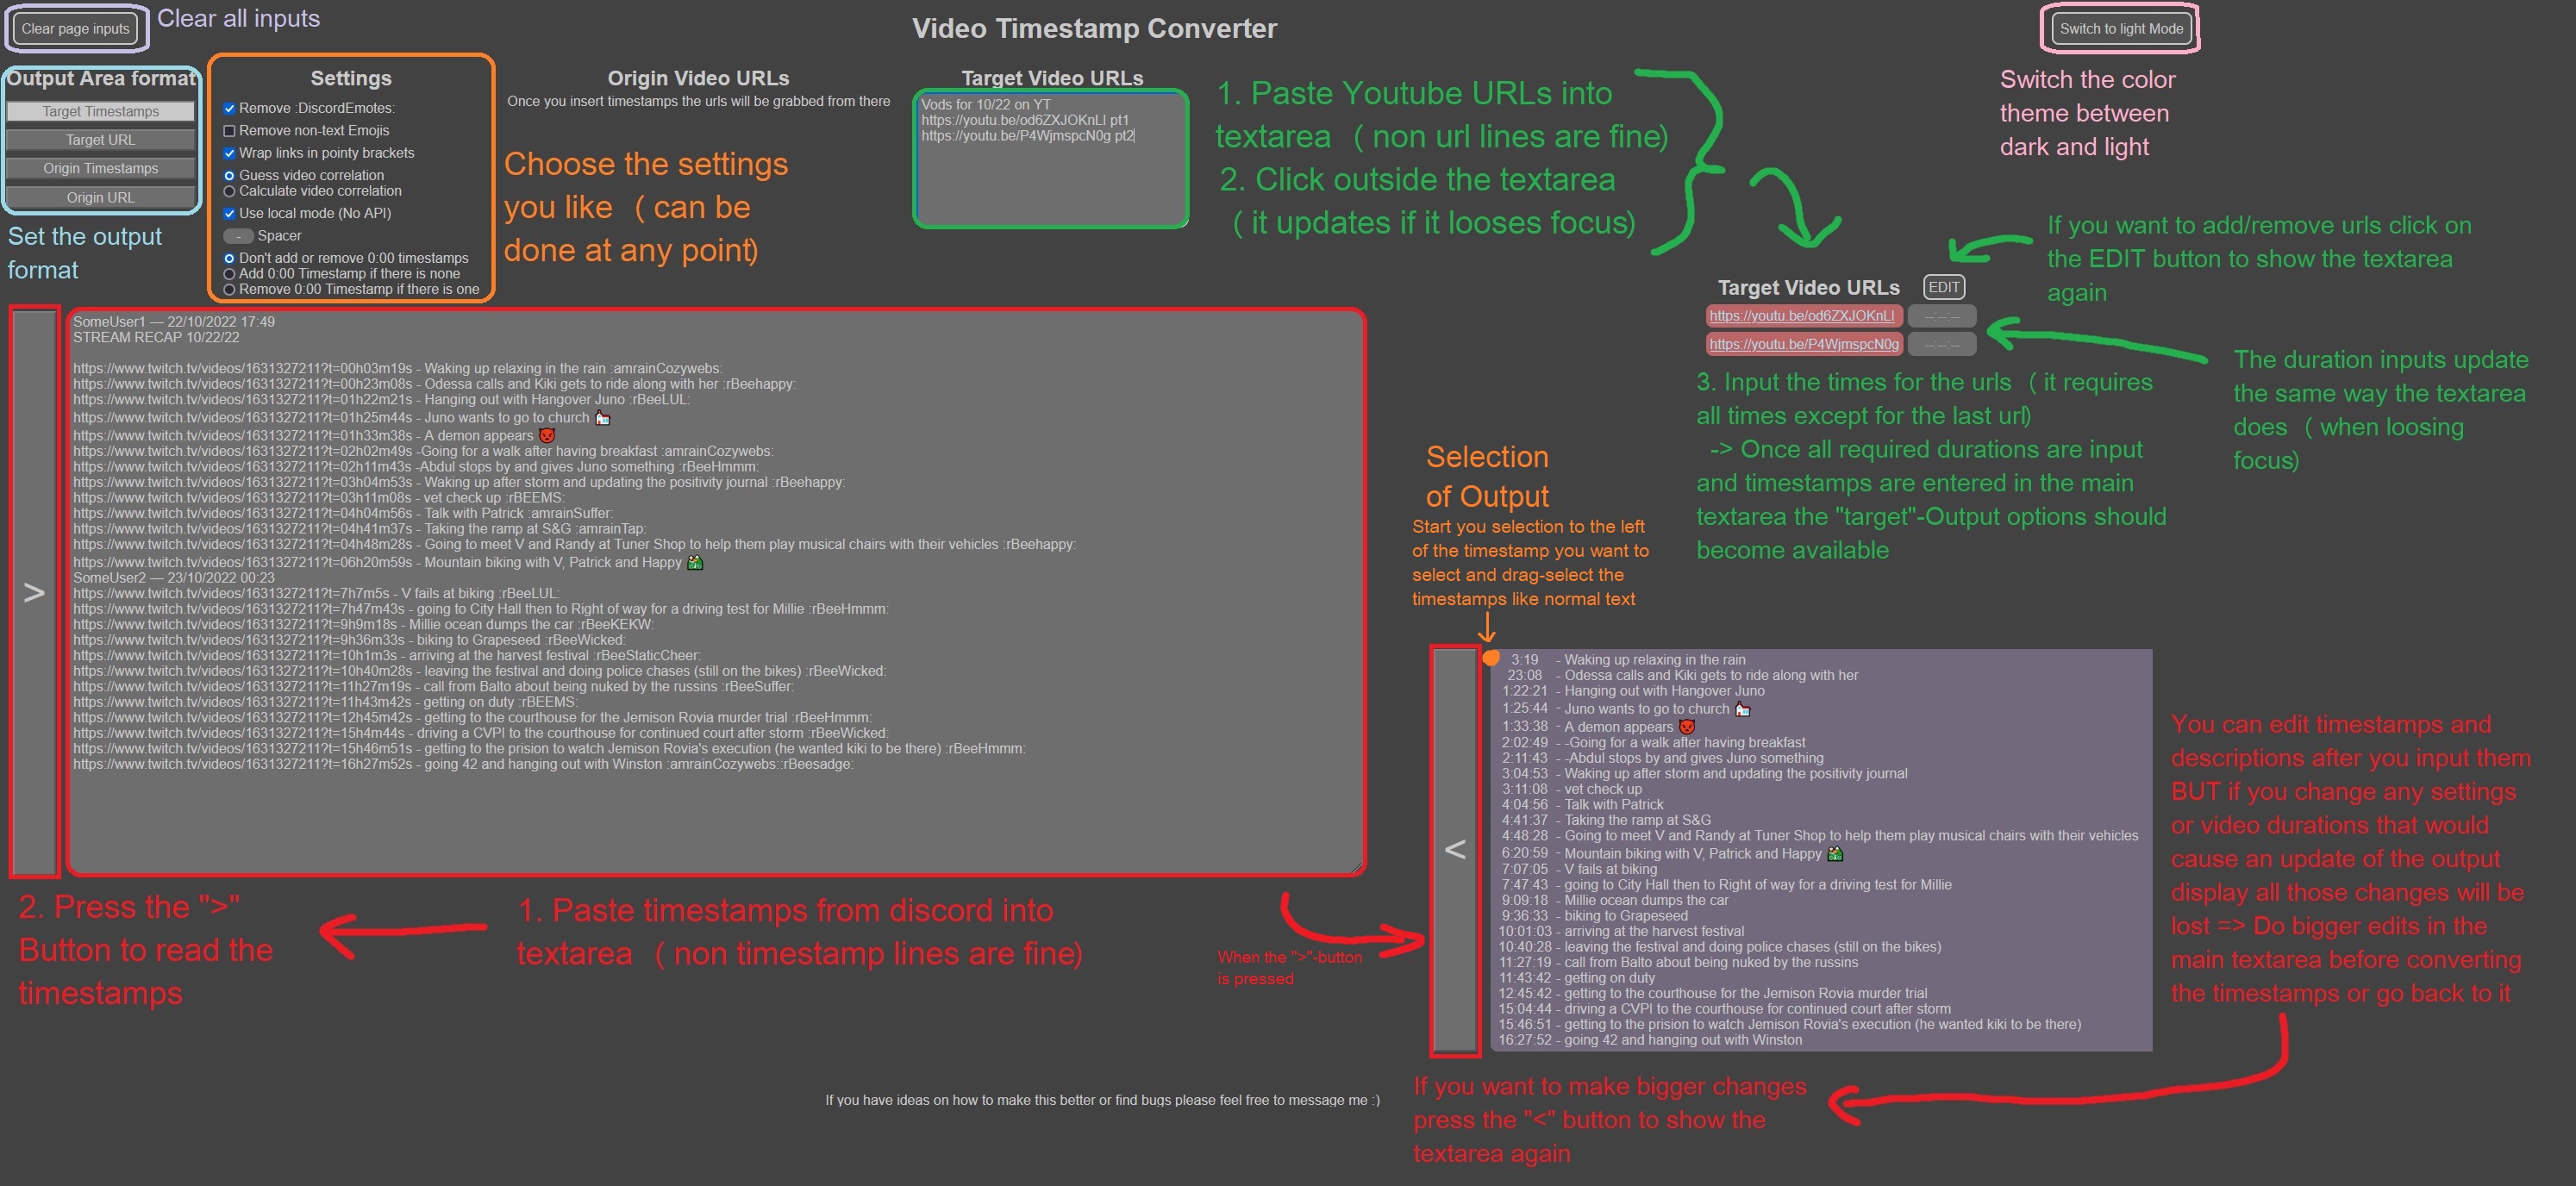 Clear page inputs
Clear all inputs
Video Timestamp Converter
Switch to light Mode
Switch the color
theme between
dark and light
Output Area format
Target Timestamps
Target URL
Origin Timestamps
Origin URL
Set the output
format
Settings
Remove :DiscordEmotes:
Remove non-text Emojis
Wrap links in pointy brackets
Guess video correlation
Calculate video correlation
Use local mode (No API)
- Spacer
Don't add or remove 0:00 timestamps
Add 0:00 Timestamp if there is none
Remove 0:00 Timestamp if there is one
Origin Video URLs
Once you insert timestamps the urls will be grabbed from there
Choose the settings
you like ( can be
done at any point)
Target Video URLs
Vods for 10/22 on YT
https://youtu.be/od6ZXJOKnLI pt1
https://youtu.be/P4WjmspcN0g pt2
1. Paste Youtube URLs into
textarea ( non url lines are fine)
2. Click outside the textarea
( it updates if it looses focus)
If you want to add/remove urls click on
the EDIT button to show the textarea
again
Target Video URLs EDIT
https://youtu.be/od6ZXJOKnLI --:--:--
https://youtu.be/P4WjmspcN0g --:--:--
The duration inputs update
the same way the textarea
does ( when loosing
focus)
3. Input the times for the urls ( it requires
all times except for the last url)
-> Once all required durations are input
and timestamps are entered in the main
textarea the "target"-Output options should
become available
>
SomeUser1 — 22/10/2022 17:49
STREAM RECAP 10/22/22
https://www.twitch.tv/videos/1631327211?t=00h03m19s - Waking up relaxing in the rain :amrainCozywebs:
https://www.twitch.tv/videos/1631327211?t=00h23m08s - Odessa calls and Kiki gets to ride along with her :rBeehappy:
https://www.twitch.tv/videos/1631327211?t=01h22m21s - Hanging out with Hangover Juno :rBeeLUL:
https://www.twitch.tv/videos/1631327211?t=01h25m44s - Juno wants to go to church ⛪
https://www.twitch.tv/videos/1631327211?t=01h33m38s - A demon appears 😈
https://www.twitch.tv/videos/1631327211?t=02h02m49s -Going for a walk after having breakfast :amrainCozywebs:
https://www.twitch.tv/videos/1631327211?t=02h11m43s -Abdul stops by and gives Juno something :rBeeHmmm:
https://www.twitch.tv/videos/1631327211?t=03h04m53s - Waking up after storm and updating the positivity journal :rBeehappy:
https://www.twitch.tv/videos/1631327211?t=03h11m08s - vet check up :rBEEMS:
https://www.twitch.tv/videos/1631327211?t=04h04m56s - Talk with Patrick :amrainSuffer:
https://www.twitch.tv/videos/1631327211?t=04h41m37s - Taking the ramp at S&G :amrainTap:
https://www.twitch.tv/videos/1631327211?t=04h48m28s - Going to meet V and Randy at Tuner Shop to help them play musical chairs with their vehicles :rBeehappy:
https://www.twitch.tv/videos/1631327211?t=06h20m59s - Mountain biking with V, Patrick and Happy 🏞
SomeUser2 — 23/10/2022 00:23
https://www.twitch.tv/videos/1631327211?t=7h7m5s - V fails at biking :rBeeLUL:
https://www.twitch.tv/videos/1631327211?t=7h47m43s - going to City Hall then to Right of way for a driving test for Millie :rBeeHmmm:
https://www.twitch.tv/videos/1631327211?t=9h9m18s - Millie ocean dumps the car :rBeeKEKW:
https://www.twitch.tv/videos/1631327211?t=9h36m33s - biking to Grapeseed :rBeeWicked:
https://www.twitch.tv/videos/1631327211?t=10h1m3s - arriving at the harvest festival :rBeeStaticCheer:
https://www.twitch.tv/videos/1631327211?t=10h40m28s - leaving the festival and doing police chases (still on the bikes) :rBeeWicked:
https://www.twitch.tv/videos/1631327211?t=11h27m19s - call from Balto about being nuked by the russins :rBeeSuffer:
https://www.twitch.tv/videos/1631327211?t=11h43m42s - getting on duty :rBEEMS:
https://www.twitch.tv/videos/1631327211?t=12h45m42s - getting to the courthouse for the Jemison Rovia murder trial :rBeeHmmm:
https://www.twitch.tv/videos/1631327211?t=15h4m44s - driving a CVPI to the courthouse for continued court after storm :rBeeWicked:
https://www.twitch.tv/videos/1631327211?t=15h46m51s - getting to the prision to watch Jemison Rovia's execution (he wanted kiki to be there) :rBeeHmmm:
https://www.twitch.tv/videos/1631327211?t=16h27m52s - going 42 and hanging out with Winston :amrainCozywebs::rBeesadge:
2. Press the ">"
Button to read the
timestamps
1. Paste timestamps from discord into
textarea ( non timestamp lines are fine)
When the ">"-button
is pressed
Selection
of Output
Start you selection to the left
of the timestamp you want to
select and drag-select the
timestamps like normal text
<
3:19 - Waking up relaxing in the rain
23:08 - Odessa calls and Kiki gets to ride along with her
1:22:21 - Hanging out with Hangover Juno
1:25:44 - Juno wants to go to church ⛪
1:33:38 - A demon appears 😈
2:02:49 - -Going for a walk after having breakfast
2:11:43 - -Abdul stops by and gives Juno something
3:04:53 - Waking up after storm and updating the positivity journal
3:11:08 - vet check up
4:04:56 - Talk with Patrick
4:41:37 - Taking the ramp at S&G
4:48:28 - Going to meet V and Randy at Tuner Shop to help them play musical chairs with their vehicles
6:20:59 - Mountain biking with V, Patrick and Happy 🏞
7:07:05 - V fails at biking
7:47:43 - going to City Hall then to Right of way for a driving test for Millie
9:09:18 - Millie ocean dumps the car
9:36:33 - biking to Grapeseed
10:01:03 - arriving at the harvest festival
10:40:28 - leaving the festival and doing police chases (still on the bikes)
11:27:19 - call from Balto about being nuked by the russins
11:43:42 - getting on duty
12:45:42 - getting to the courthouse for the Jemison Rovia murder trial
15:04:44 - driving a CVPI to the courthouse for continued court after storm
15:46:51 - getting to the prision to watch Jemison Rovia's execution (he wanted kiki to be there)
16:27:52 - going 42 and hanging out with Winston
You can edit timestamps and
descriptions after you input them
BUT if you change any settings
or video durations that would
cause an update of the output
display all those changes will be
lost => Do bigger edits in the
main textarea before converting
the timestamps or go back to it
If you want to make bigger changes
press the "<" button to show the
textarea again
If you have ideas on how to make this better or find bugs please feel free to message me :)